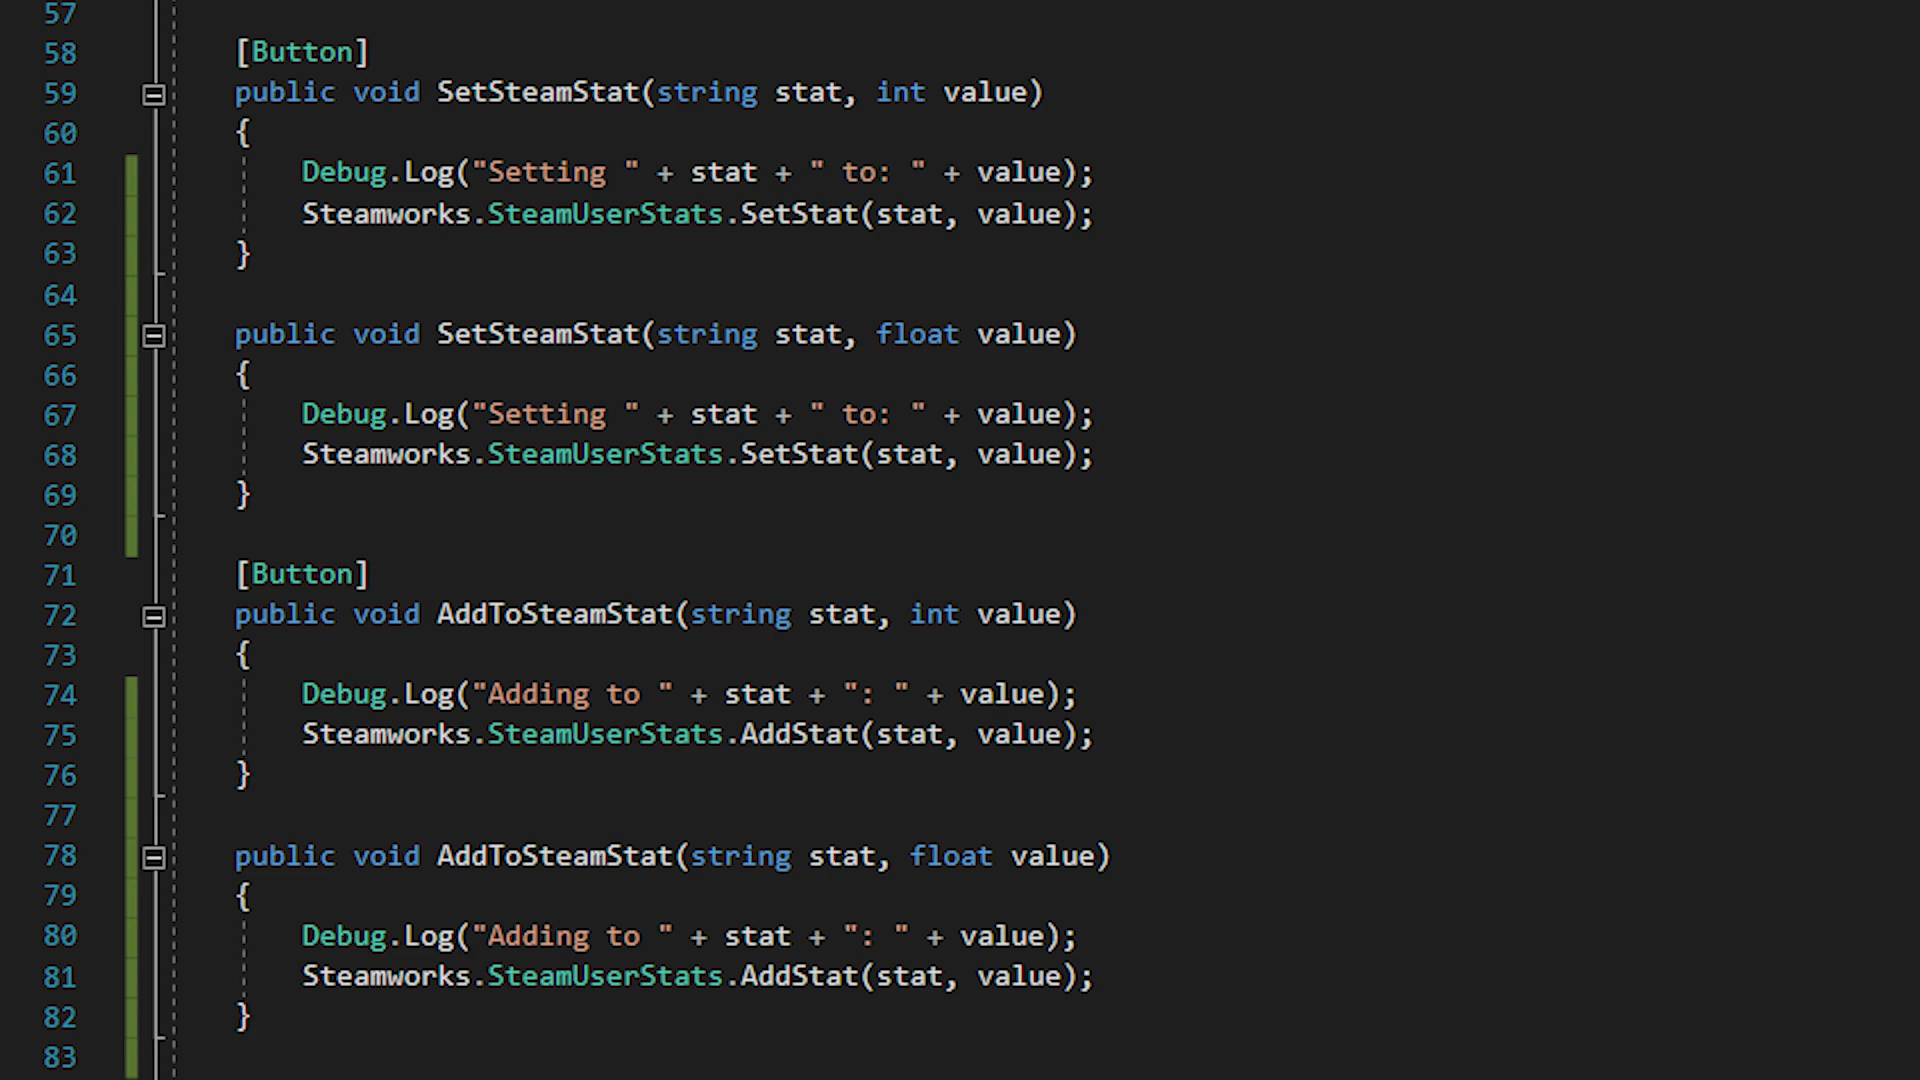 57
58 [Button]
59 public void SetSteamStat(string stat, int value)
60 {
61 Debug.Log("Setting " + stat + " to: " + value);
62 Steamworks.SteamUserStats.SetStat(stat, value);
63 }
64
65 public void SetSteamStat(string stat, float value)
66 {
67 Debug.Log("Setting " + stat + " to: " + value);
68 Steamworks.SteamUserStats.SetStat(stat, value);
69 }
70
71 [Button]
72 public void AddToSteamStat(string stat, int value)
73 {
74 Debug.Log("Adding to " + stat + ": " + value);
75 Steamworks.SteamUserStats.AddStat(stat, value);
76 }
77
78 public void AddToSteamStat(string stat, float value)
79 {
80 Debug.Log("Adding to " + stat + ": " + value);
81 Steamworks.SteamUserStats.AddStat(stat, value);
82 }
83